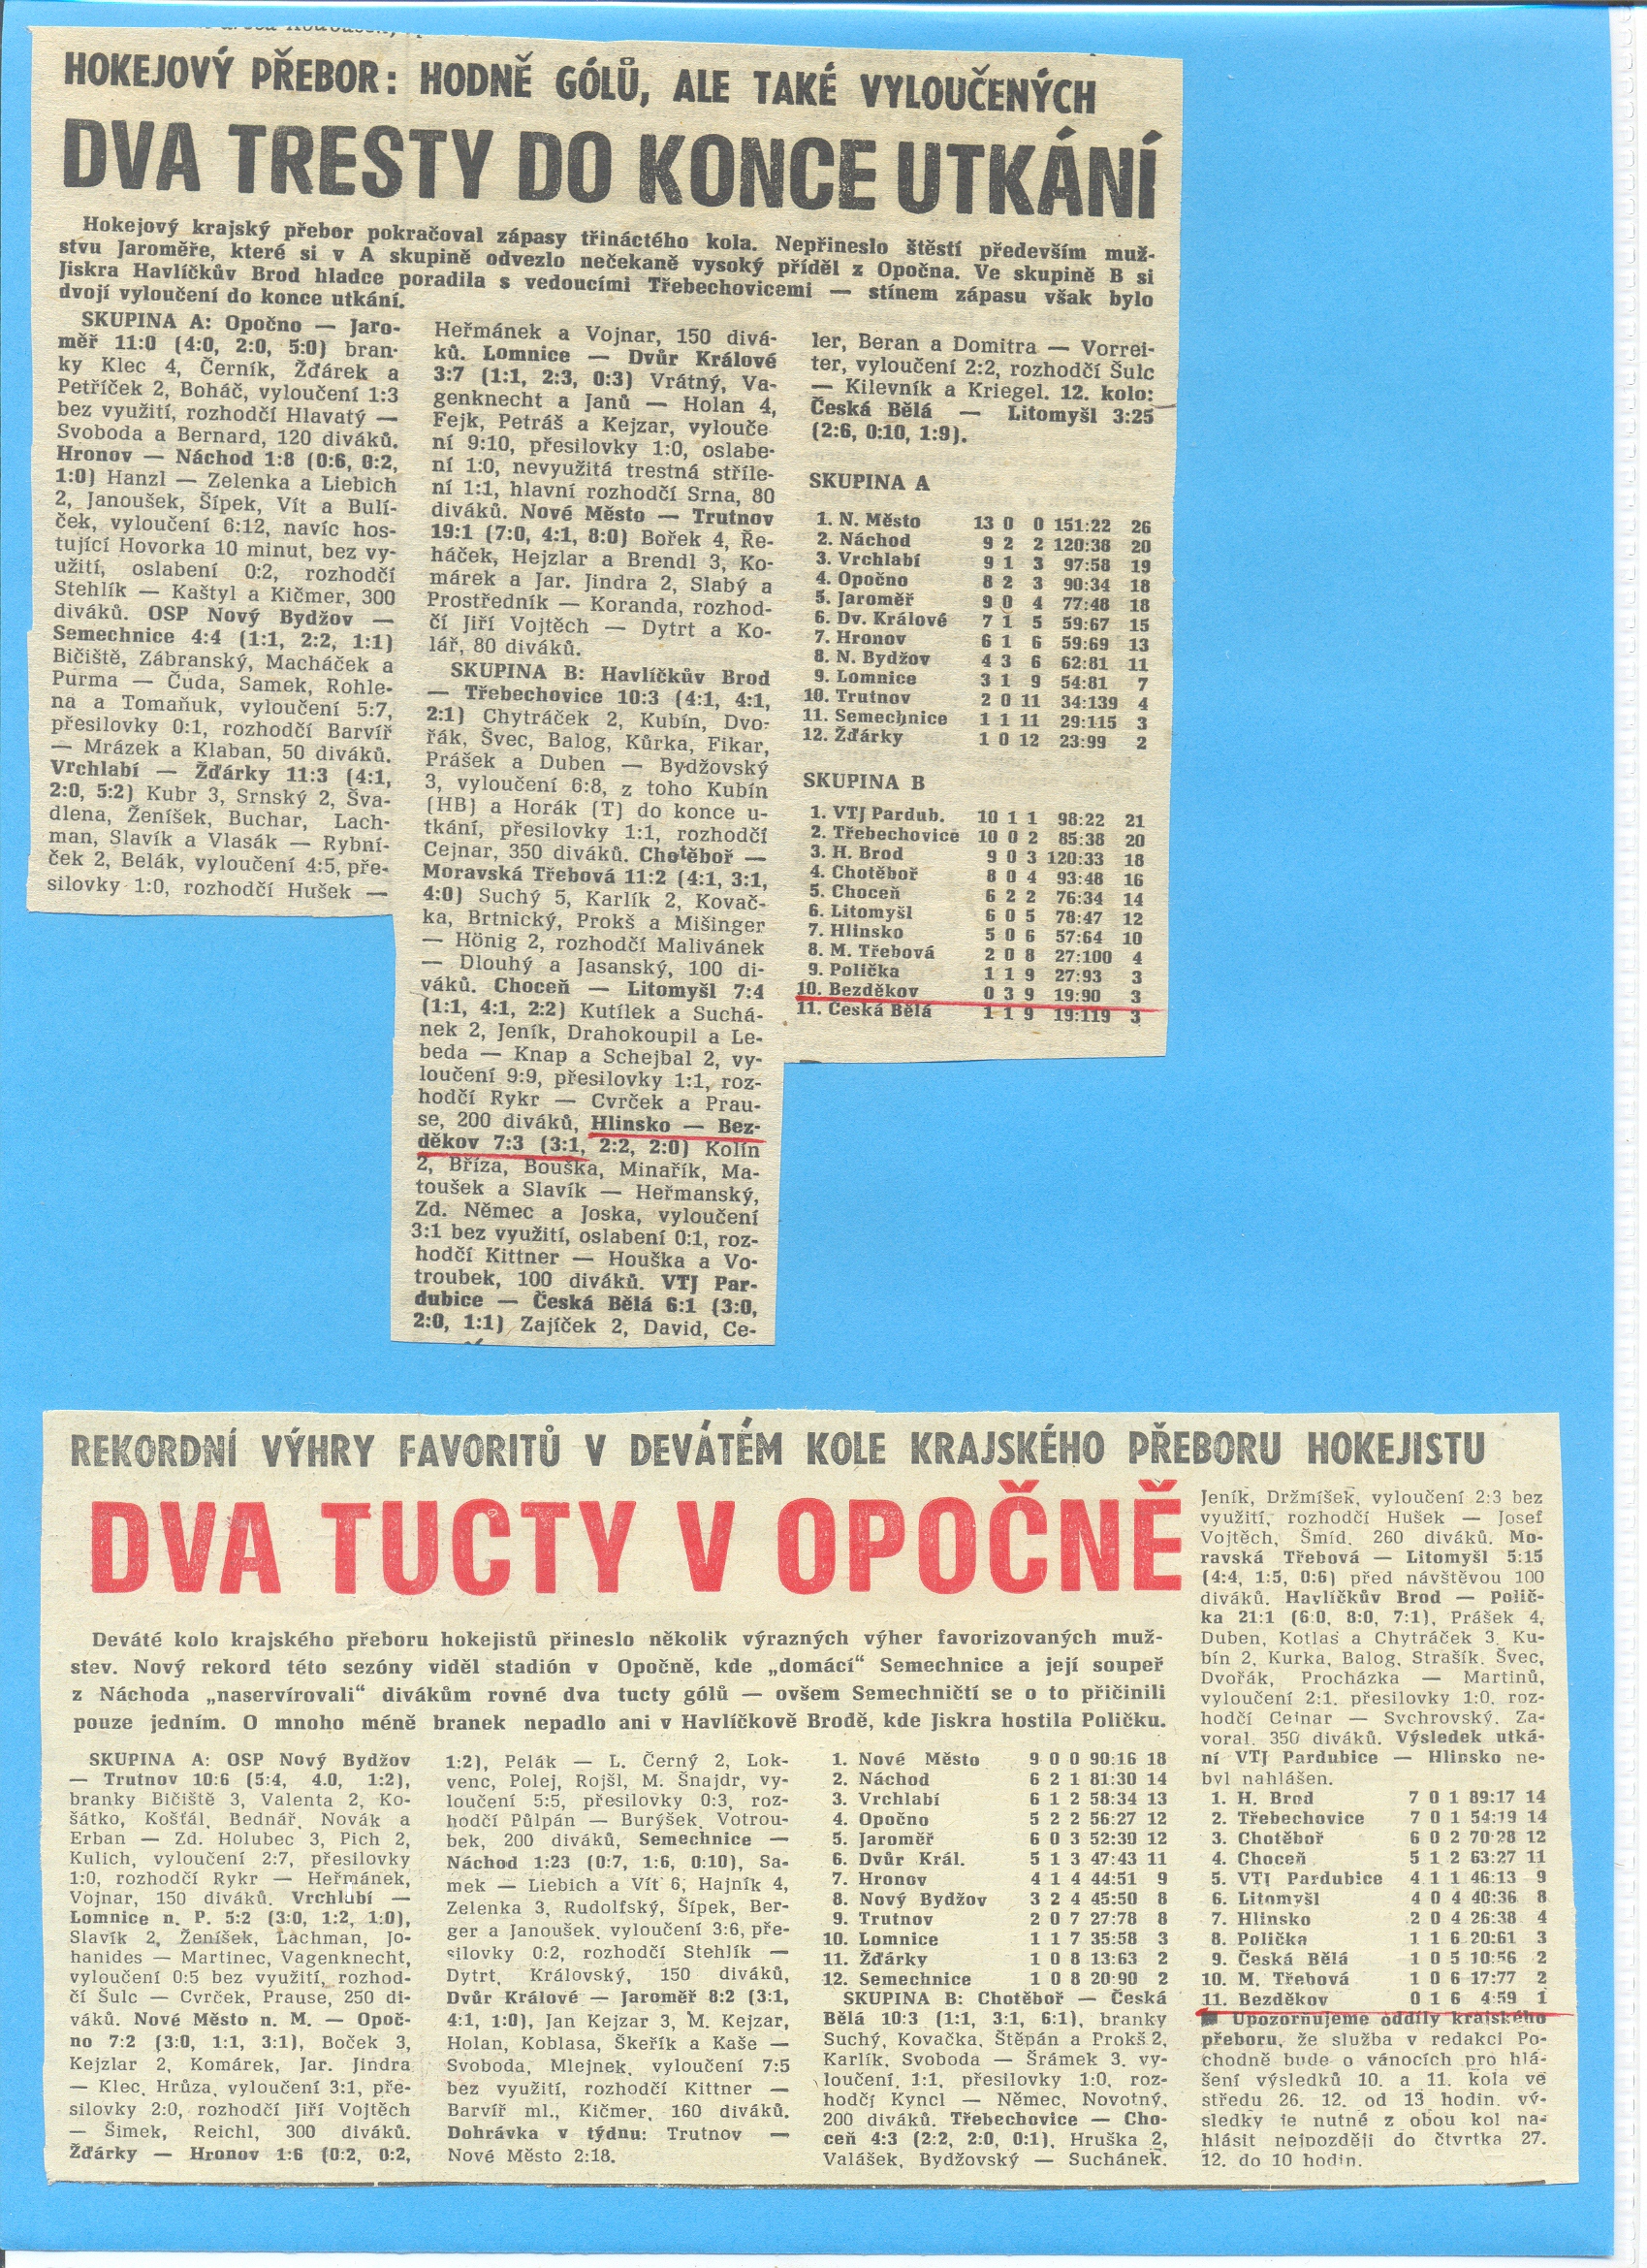 HOKEJOVÝ PŘEBOR: HODNĚ GÓLŮ, ALE TAKÉ VYLOUČENÝCH
DVA TRESTY DO KONCE UTKÁNÍ
Hokejový krajský přebor pokračoval zápasy třináctého kola. Nepřineslo štěstí především muž-
stvu Jaroměře, které si v A skupině odvezlo nečekaně vysoký příděl z Opočna. Ve skupině B si
Jiskra Havlíčkův Brod hladce poradila s vedoucími Třebechovicemi — stínem zápasu však bylo
dvojí vyloučení do konce utkání.
SKUPINA A: Opočno — Jaro-
měř 11:0 (4:0, 2:0, 5:0) bran-
ky Klec 4, Černík, Žďárek a
Petříček 2, Boháč, vyloučení 1:3
bez využití, rozhodčí Hlavatý —
Svoboda a Bernard, 120 diváků.
Hronov — Náchod 1:8 (0:6, 0:2,
1:0) Hanzl — Zelenka a Liebich
2, Janoušek, Šípek, Vít a Bulí-
ček, vyloučení 6:12, navíc hos-
tující Hovorka 10 minut, bez vy-
užití, oslabení 0:2, rozhodčí
Stehlík — Kaštyl a Kičmer, 300
diváků. OSP Nový Bydžov —
Semechnice 4:4 (1:1, 2:2, 1:1)
Bičiště, Zábranský, Macháček a
Purma — Čuda, Samek, Rohle-
na a Tomaňuk, vyloučení 5:7,
přesilovky 0:1, rozhodčí Barvíř
— Mrázek a Klaban, 50 diváků.
Vrchlabí — Žďárky 11:3 (4:1,
2:0, 5:2) Kubr 3, Srnský 2, Šva-
dlena, Ženíšek, Buchar, Lach-
man, Slavík a Vlasák — Rybní-
ček 2, Belák, vyloučení 4:5, pře-
silovky 1:0, rozhodčí Hušek —
Heřmánek a Vojnar, 150 divá-
ků. Lomnice — Dvůr Králové
3:7 (1:1, 2:3, 0:3) Vrátný, Va-
genknecht a Janů — Holan 4,
Fejk, Petráš a Kejzar, vylouče
ní 9:10, přesilovky 1:0, oslabe-
ní 1:0, nevyužitá trestná stříle-
ní 1:1, hlavní rozhodčí Srna, 80
diváků. Nové Město — Trutnov
19:1 (7:0, 4:1, 8:0) Bořek 4, Ře-
háček, Hejzlar a Brendl 3, Ko-
márek a Jar. Jindra 2, Slabý a
Prostředník — Koranda, rozhod-
čí Jiří Vojtěch — Dytrt a Ko-
lář, 80 diváků.
SKUPINA B: Havlíčkův Brod
— Třebechovice 10:3 (4:1, 4:1,
2:1) Chytráček 2, Kubín, Dvo-
řák, Švec, Balog, Kůrka, Fikar,
Prášek a Duben — Bydžovský
3, vyloučení 6:8, z toho Kubín
(HB) a Horák (T) do konce u-
tkání, přesilovky 1:1, rozhodčí
Cejnar, 350 diváků. Chotěboř —
Moravská Třebová 11:2 (4:1, 3:1,
4:0) Suchý 5, Karlík 2, Kovač-
ka, Brtnický, Prokš a Mišinger
— Hönig 2, rozhodčí Malivánek
— Dlouhý a Jasanský, 100 di-
váků. Choceň — Litomyšl 7:4
(1:1, 4:1, 2:2) Kutílek a Suchá-
nek 2, Jeník, Drahokoupil a Le-
beda — Knap a Schejbal 2, vy-
loučení 9:9, přesilovky 1:1, roz-
hodčí Rykr — Cvrček a Prau-
se, 200 diváků, Hlinsko — Bez-
děkov 7:3 (3:1, 2:2, 2:0) Kolín
2, Bříza, Bouška, Minařík, Ma-
toušek a Slavík — Heřmanský,
Zd. Němec a Joska, vyloučení
3:1 bez využití, oslabení 0:1, roz-
hodčí Kittner — Houška a Vo-
troubek, 100 diváků. VTJ Par-
dubice — Česká Bělá 6:1 (3:0,
2:0, 1:1) Zajíček 2, David, Ce-
ler, Beran a Domitra — Vorrei-
ter, vyloučení 2:2, rozhodčí Šulc
— Kilevník a Kriegel. 12. kolo:
Česká Bělá — Litomyšl 3:25
(2:6, 0:10, 1:9).
SKUPINA A
1. N. Město 13 0 0 151:22 26
2. Náchod 9 2 2 120:36 20
3. Vrchlabí 9 1 3 97:58 19
4. Opočno 8 2 3 90:34 18
5. Jaroměř 9 0 4 77:48 18
6. Dv. Králové 7 1 5 59:67 15
7. Hronov 6 1 6 59:69 13
8. N. Bydžov 4 3 6 62:81 11
9. Lomnice 3 1 9 54:81 7
10. Trutnov 2 0 11 34:139 4
11. Semechnice 1 1 11 29:115 3
12. Žďárky 1 0 12 23:99 2
SKUPINA B
1. VTJ Pardub. 10 1 1 98:22 21
2. Třebechovice 10 0 2 85:38 20
3. H. Brod 9 0 3 120:33 18
4. Chotěboř 8 0 4 93:48 16
5. Choceň 6 2 2 76:34 14
6. Litomyšl 6 0 5 78:47 12
7. Hlinsko 5 0 6 57:64 10
8. M. Třebová 2 0 8 27:100 4
9. Polička 1 1 9 27:93 3
10. Bezděkov 0 3 9 19:90 3
11. Česká Bělá 1 1 9 19:119 3
REKORDNÍ VÝHRY FAVORITŮ V DEVÁTÉM KOLE KRAJSKÉHO PŘEBORU HOKEJISTU
DVA TUCTY V OPOČNĚ
Deváté kolo krajského přeboru hokejistů přineslo několik výrazných výher favorizovaných muž-
stev. Nový rekord této sezóny viděl stadión v Opočně, kde „domácí“ Semechnice a její soupeř
z Náchoda „naservírovali“ divákům rovné dva tucty gólů — ovšem Semechničtí se o to přičinili
pouze jedním. O mnoho méně branek nepadlo ani v Havlíčkově Brodě, kde Jiskra hostila Poličku.
SKUPINA A: OSP Nový Bydžov
— Trutnov 10:6 (5:4, 4.0, 1:2),
branky Bičiště 3, Valenta 2, Ko-
šátko, Košťál, Bednář, Novák a
Erban — Zd. Holubec 3, Pich 2,
Kulich, vyloučení 2:7, přesilovky
1:0, rozhodčí Rykr — Heřmánek,
Vojnar, 150 diváků. Vrchlabí —
Lomnice n. P. 5:2 (3:0, 1:2, 1:0),
Slavík 2, Ženíšek, Lachman, Jo-
hanides — Martinec, Vagenknecht,
vyloučení 0:5 bez využití, rozhod-
čí Šulc — Cvrček, Prause, 250 di-
váků. Nové Město n. M. — Opoč-
no 7:2 (3:0, 1:1, 3:1), Boček 3,
Kejzlar 2, Komárek, Jar. Jindra
— Klec, Hrůza, vyloučení 3:1, pře-
silovky 2:0, rozhodčí Jiří Vojtěch
— Šimek, Reichl, 300 diváků.
Žďárky — Hronov 1:6 (0:2, 0:2,
1:2), Pelák — L. Černý 2, Lok-
venc, Polej, Rojšl, M. Šnajdr, vy-
loučení 5:5, přesilovky 0:3, roz-
hodčí Půlpán — Burýšek, Votrou-
bek, 200 diváků, Semechnice —
Náchod 1:23 (0:7, 1:6, 0:10), Sa-
mek — Liebich a Vít 6, Hajník 4,
Zelenka 3, Rudolfský, Šípek, Ber-
ger a Janoušek, vyloučení 3:6, pře-
silovky 0:2, rozhodčí Stehlík —
Dytrt, Královský, 150 diváků,
Dvůr Králové — Jaroměř 8:2 (3:1,
4:1, 1:0), Jan Kejzar 3, M. Kejzar,
Holan, Koblasa, Škeřík a Kaše —
Svoboda, Mlejnek, vyloučení 7:5
bez využití, rozhodčí Kittner —
Barvíř ml., Kičmer, 160 diváků.
Dohrávka v týdnu: Trutnov —
Nové Město 2:18.
1. Nové Město 9 0 0 90:16 18
2. Náchod 6 2 1 81:30 14
3. Vrchlabí 6 1 2 58:34 13
4. Opočno 5 2 2 56:27 12
5. Jaroměř 6 0 3 52:39 12
6. Dvůr Král. 5 1 3 47:43 11
7. Hronov 4 1 4 44:51 9
8. Nový Bydžov 3 2 4 45:50 8
9. Trutnov 2 0 7 27:78 8
10. Lomnice 1 1 7 35:58 3
11. Žďárky 1 0 8 13:63 2
12. Semechnice 1 0 8 20:90 2
SKUPINA B: Chotěboř — Česká
Bělá 10:3 (1:1, 3:1, 6:1), branky
Suchý, Kovačka, Štěpán a Prokš 2,
Karlík, Svoboda — Šrámek 3, vy-
loučení, 1:1, přesilovky 1:0, roz-
hodčí Kyncl — Němec, Novotný,
200 diváků. Třebechovice — Cho-
ceň 4:3 (2:2, 2:0, 0:1), Hruška 2,
Valášek, Bydžovský — Suchánek,
Jeník, Držmíšek, vyloučení 2:3 bez
využití, rozhodčí Hušek — Josef
Vojtěch, Šmíd, 260 diváků. Mo-
ravská Třebová — Litomyšl 5:15
(4:4, 1:5, 0:6) před návštěvou 100
diváků. Havlíčkův Brod — Polič-
ka 21:1 (6:0, 8:0, 7:1), Prášek 4,
Duben, Kotlas a Chytráček 3, Ku-
bín 2, Kurka, Balog, Strašík, Švec,
Dvořák, Procházka — Martinů,
vyloučení 2:1, přesilovky 1:0, roz-
hodčí Cejnar — Sychrovský, Zá-
voral, 350 diváků. Výsledek utká-
ní VTJ Pardubice — Hlinsko ne-
byl nahlášen.
1. H. Brod 7 0 1 89:17 14
2. Třebechovice 7 0 1 54:19 14
3. Chotěboř 6 0 2 70:28 12
4. Choceň 5 1 2 63:27 11
5. VTJ Pardubice 4 1 1 46:13 9
6. Litomyšl 4 0 4 40:36 8
7. Hlinsko 2 0 4 26:38 4
8. Polička 1 1 6 20:61 3
9. Česká Bělá 1 0 5 10:56 2
10. M. Třebová 1 0 6 17:77 2
11. Bezděkov 0 1 6 4:59 1
Upozorňujeme oddíly krajského
přeboru, že služba v redakci Po-
chodně bude o vánocích pro hlá-
šení výsledků 10. a 11. kola ve
středu 26. 12. od 13 hodin. vý-
sledky je nutné z obou kol na-
hlásit nejpozději do čtvrtka 27.
12. do 10 hodin.